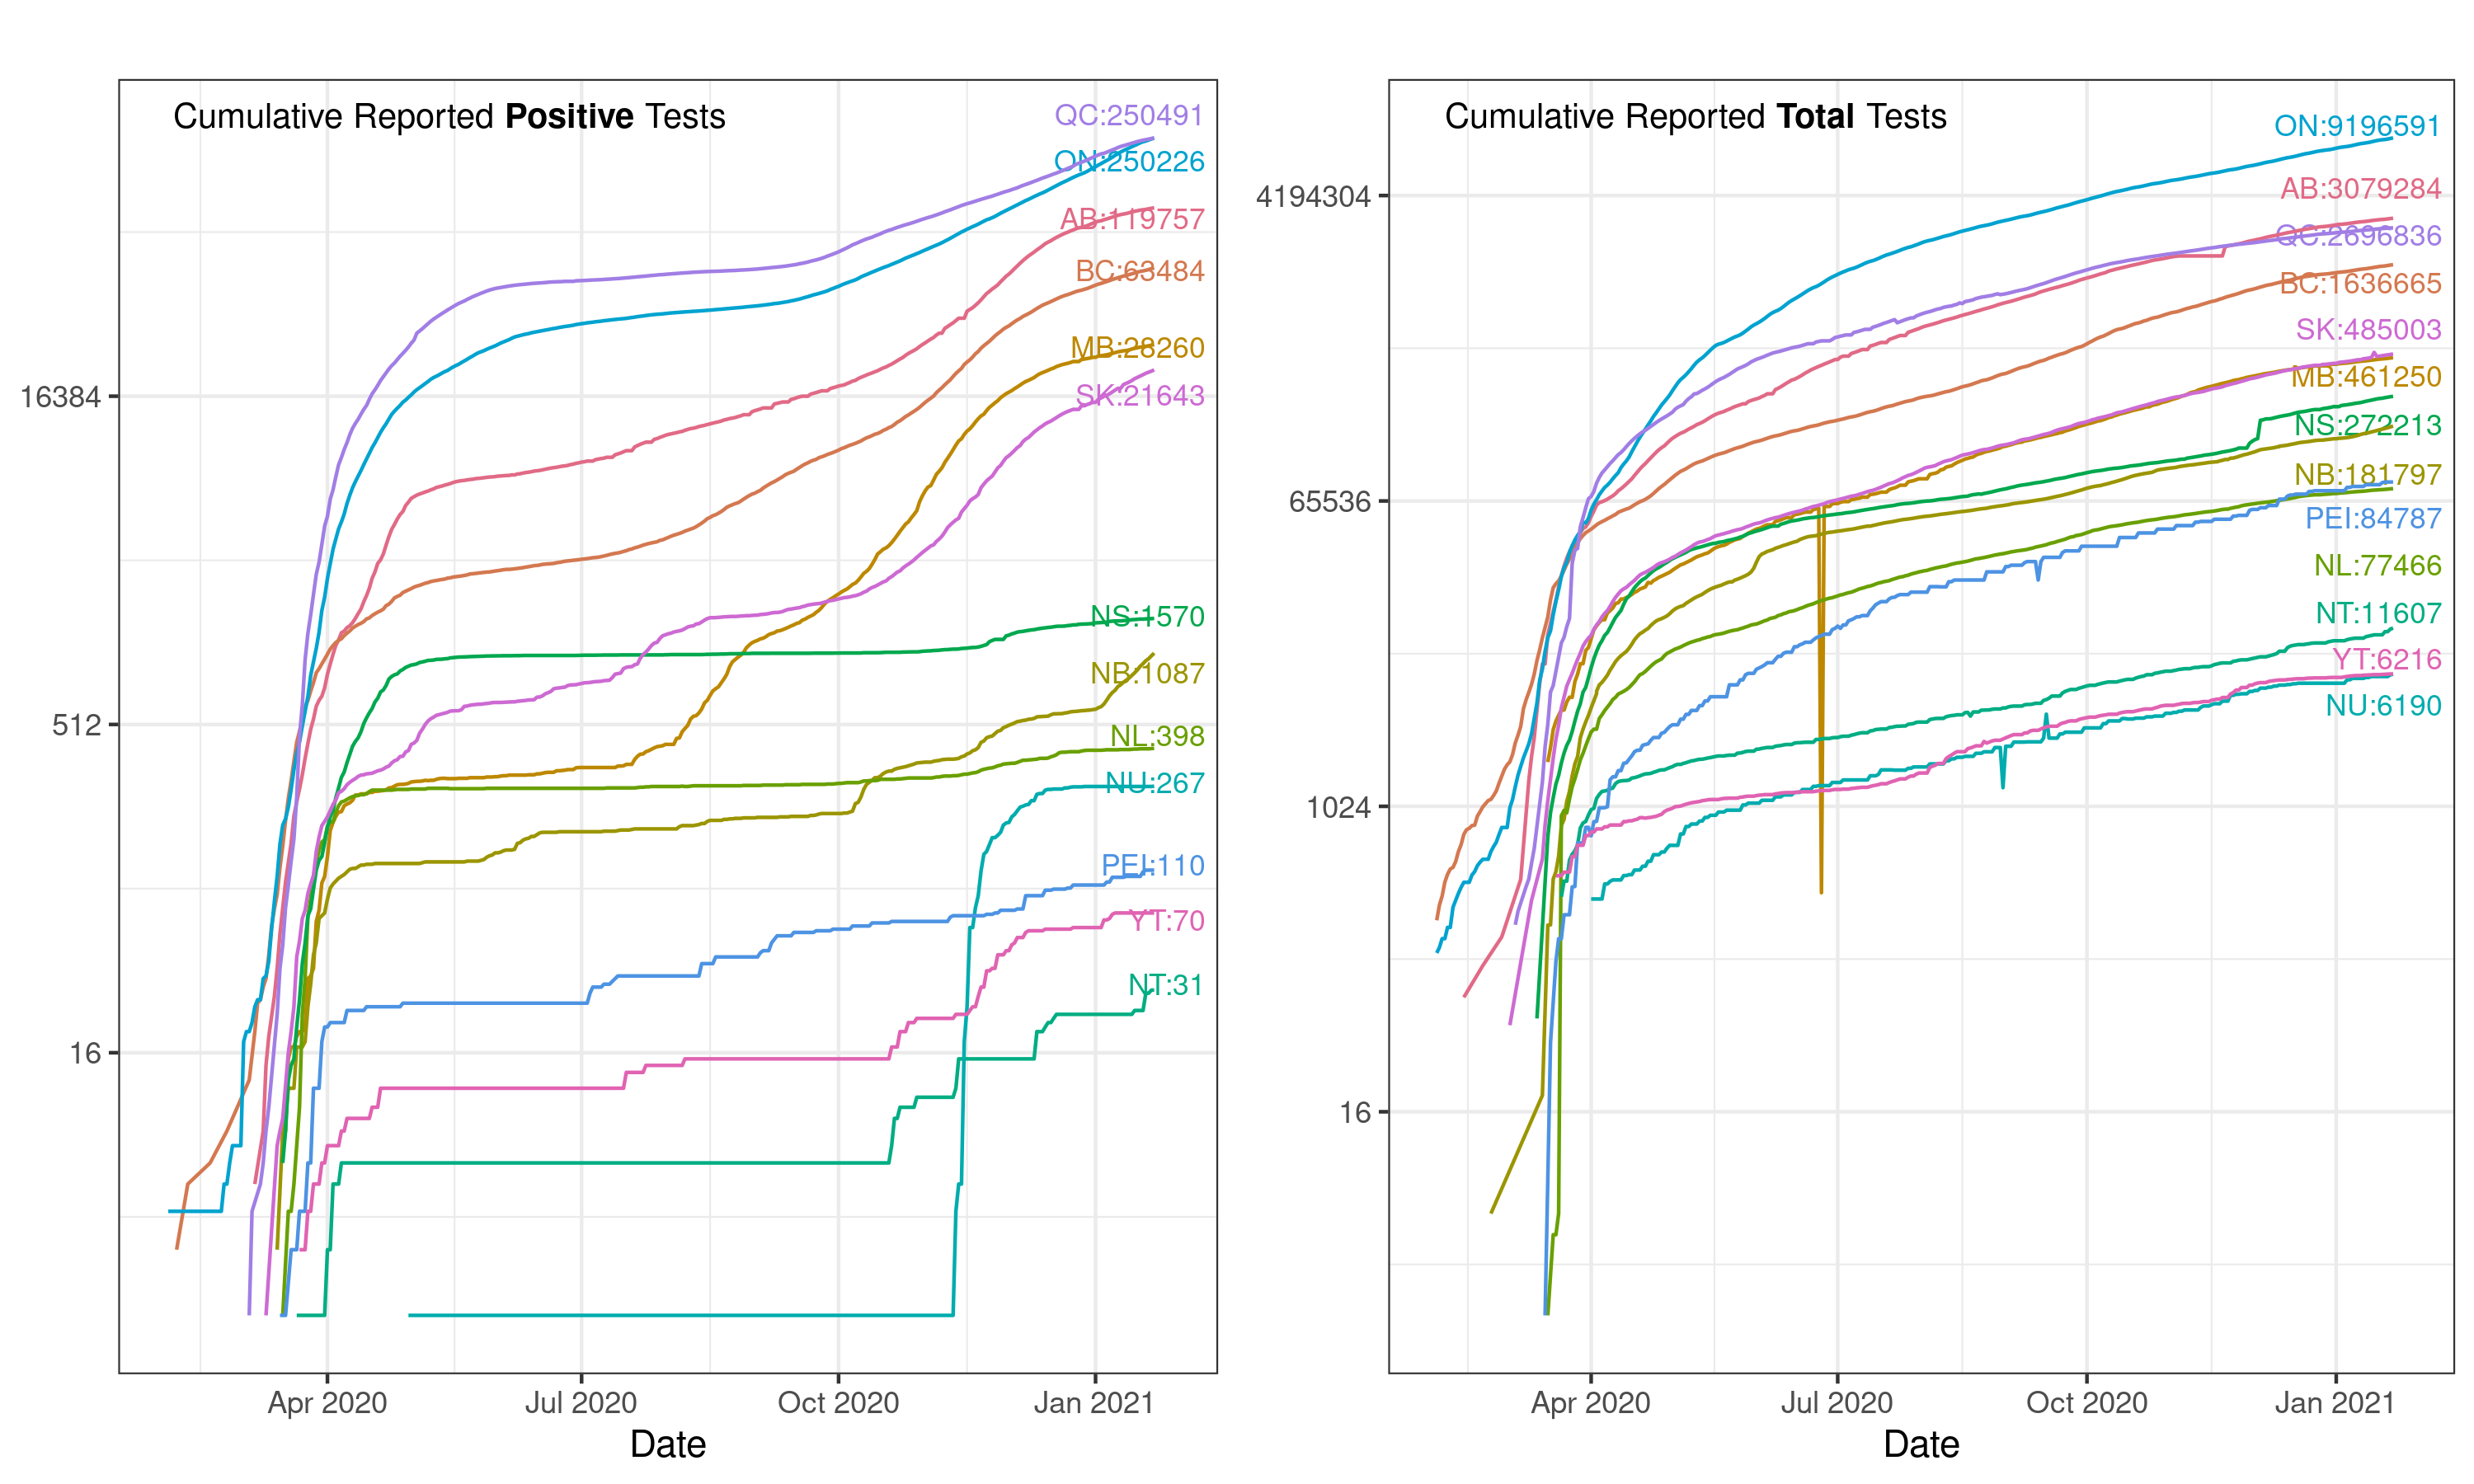 Cumulative Reported Positive Tests
QC:250491
ON:250226
AB:119757
BC:63484
MB:28260
SK:21643
NS:1570
NB:1087
NL:398
NU:267
PEI:110
YT:70
NT:31
16384
512
16
Apr 2020
Jul 2020
Oct 2020
Jan 2021
Date
Cumulative Reported Total Tests
ON:9196591
AB:3079284
QC:2696836
BC:1636665
SK:485003
MB:461250
NS:272213
NB:181797
PEI:84787
NL:77466
NT:11607
YT:6216
NU:6190
4194304
65536
1024
16
Apr 2020
Jul 2020
Oct 2020
Jan 2021
Date